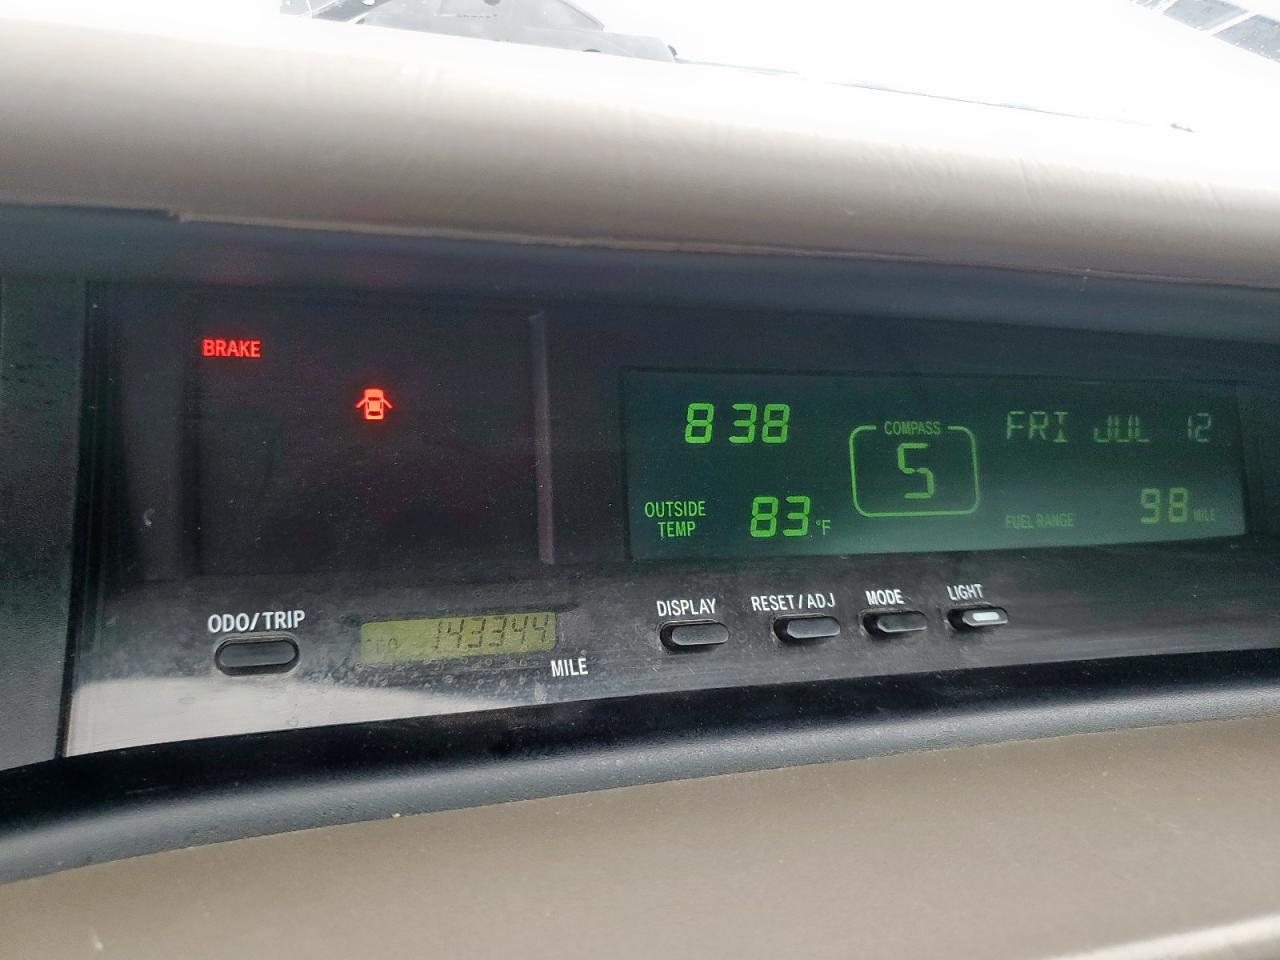 BRAKE
8 38
COMPASS
S
FRI JUL 12
OUTSIDE
TEMP
83 °F
FUEL RANGE
98 MILE
ODO/TRIP
143344
MILE
DISPLAY
RESET/ADJ
MODE
LIGHT